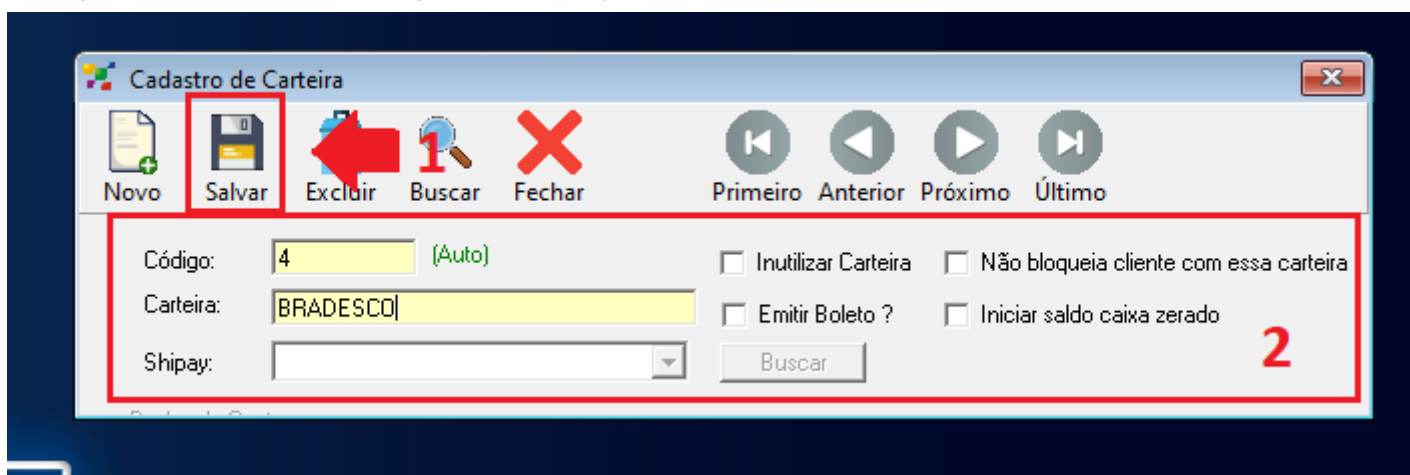 Cadastro de Carteira
1
Novo Salvar Excluir Buscar Fechar Primeiro Anterior Próximo Último
Código: 4 (Auto) Inutilizar Carteira Não bloqueia cliente com essa carteira
Carteira: BRADESCO Emitir Boleto ? Iniciar saldo caixa zerado
2
Shipay: Buscar